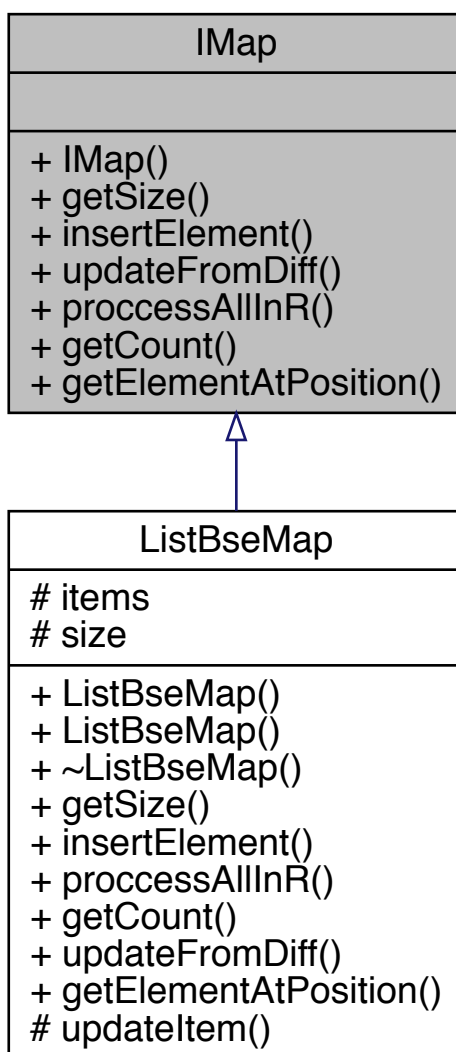 IMap
+ IMap()
+ getSize()
+ insertElement()
+ updateFromDiff()
+ proccessAllInR()
+ getCount()
+ getElementAtPosition()
ListBseMap
# items
# size
+ ListBseMap()
+ ListBseMap()
+ ~ListBseMap()
+ getSize()
+ insertElement()
+ proccessAllInR()
+ getCount()
+ updateFromDiff()
+ getElementAtPosition()
# updateItem()